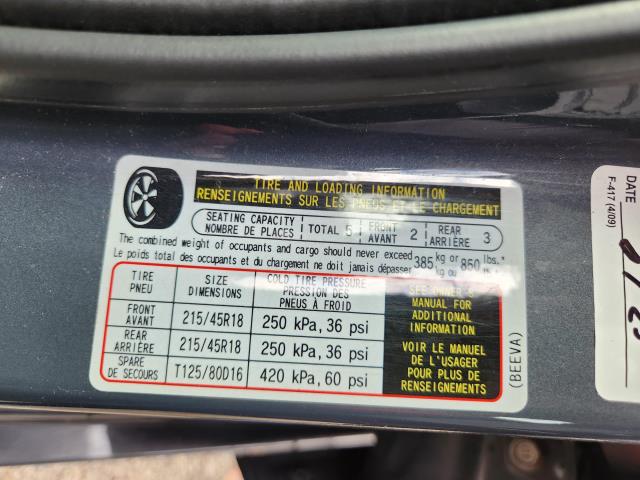 TIRE AND LOADING INFORMATION
RENSEIGNEMENTS SUR LES PNEUS ET LE CHARGEMENT
SEATING CAPACITY
NOMBRE DE PLACES
TOTAL 5
FRONT
AVANT 2
REAR
ARRIÈRE 3
The combined weight of occupants and cargo should never exceed 385 kg or 850 lbs.*
Le poids total des occupants et du chargement ne doit jamais dépasser kg ou
TIRE
PNEU
SIZE
DIMENSIONS
COLD TIRE PRESSURE
PRESSION DES
PNEUS À FROID
FRONT
AVANT
215/45R18
250 kPa, 36 psi
REAR
ARRIÈRE
215/45R18
250 kPa, 36 psi
SPARE
DE SECOURS
T125/80D16
420 kPa, 60 psi
SEE
MANUAL FOR
ADDITIONAL
INFORMATION
VOIR LE MANUEL
DE L'USAGER
POUR PLUS DE
RENSEIGNEMENTS
(BEEVA)
DATE
F-417 (4/09)